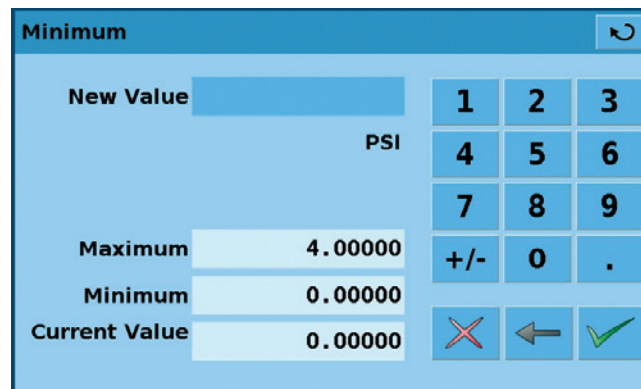 Minimum
New Value
PSI
Maximum 4.00000
Minimum 0.00000
Current Value 0.00000
1 2 3
4 5 6
7 8 9
+/- 0 .